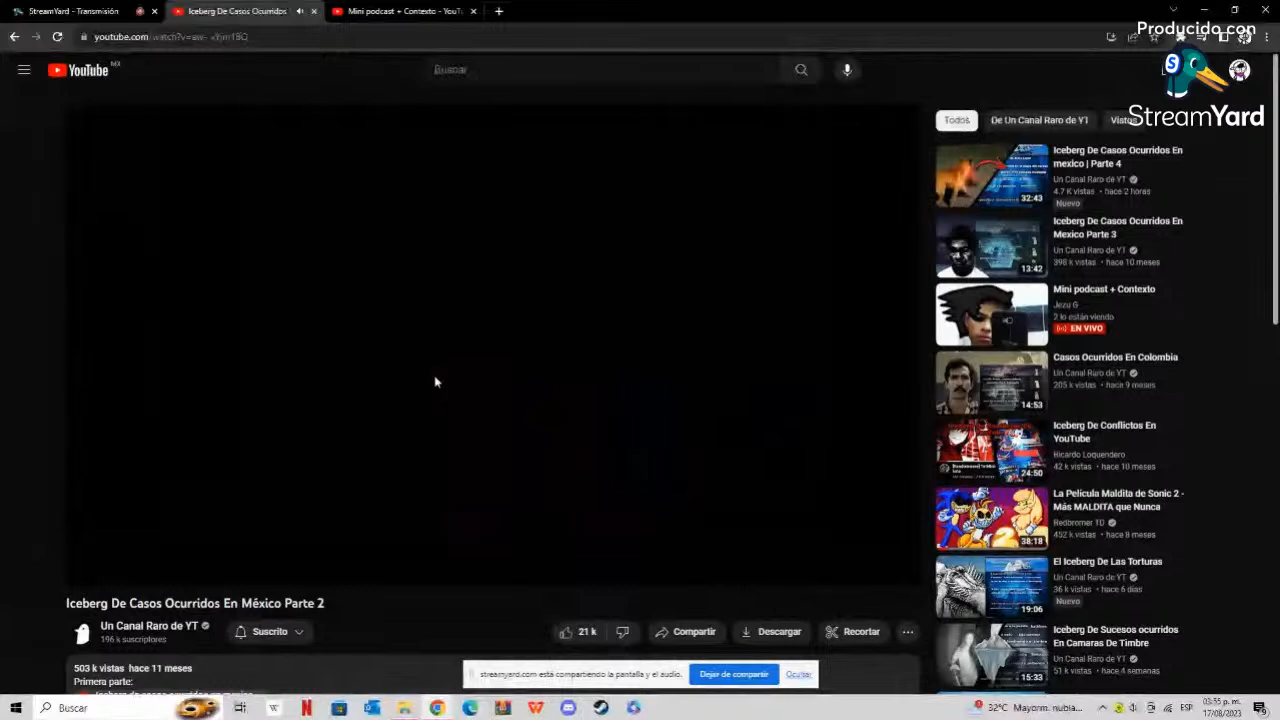 StreamYard - Transmisión
Iceberg De Casos Ocurridos
Mini podcast + Contexto - YouT
youtube.com
Producido con
StreamYard
YouTube MX
Buscar
Todos
De Un Canal Raro de YT
Vistos
Iceberg De Casos Ocurridos En
mexico | Parte 4
Un Canal Raro de YT
4.7 K vistas • hace 2 horas
Nuevo
32:43
Iceberg De Casos Ocurridos En
Mexico Parte 3
Un Canal Raro de YT
398 k vistas • hace 10 meses
13:42
Mini podcast + Contexto
Jezu G
2 lo están viendo
EN VIVO
Casos Ocurridos En Colombia
Un Canal Raro de YT
205 k vistas • hace 9 meses
14:53
Iceberg De Conflictos En
YouTube
Ricardo Loquendero
42 k vistas • hace 10 meses
24:50
La Película Maldita de Sonic 2 -
Más MALDITA que Nunca
Redbromer TD
452 k vistas • hace 8 meses
38:18
El Iceberg De Las Torturas
Un Canal Raro de YT
36 k vistas • hace 6 días
Nuevo
19:06
Iceberg De Sucesos ocurridos
En Camaras De Timbre
Un Canal Raro de YT
51 k vistas • hace 4 semanas
15:33
Iceberg De Casos Ocurridos En México
Un Canal Raro de YT
196 k suscriptores
Suscrito
Compartir
Descargar
Recortar
503 k vistas hace 11 meses
Primera parte:
streamyard.com está compartiendo la pantalla y el audio.
Dejar de compartir
Ocultar
Buscar
32°C Mayorm. nubla...
ESP
03:55 p. m.
17/08/2023